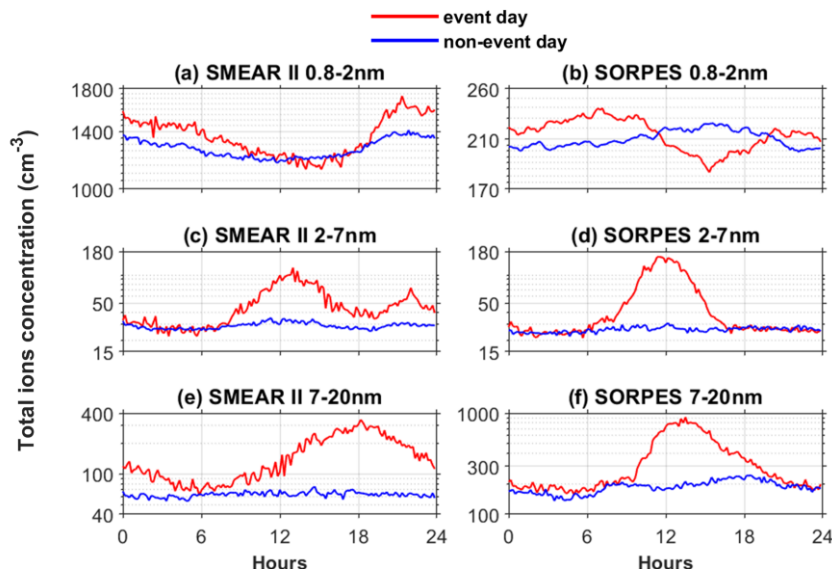 event day
non-event day
Total ions concentration (cm-3)
(a) SMEAR II 0.8-2nm
1800
1400
1000
(b) SORPES 0.8-2nm
260
210
170
(c) SMEAR II 2-7nm
180
50
15
(d) SORPES 2-7nm
180
50
15
(e) SMEAR II 7-20nm
400
100
40
0 6 12 18 24
Hours
(f) SORPES 7-20nm
1000
300
100
0 6 12 18 24
Hours